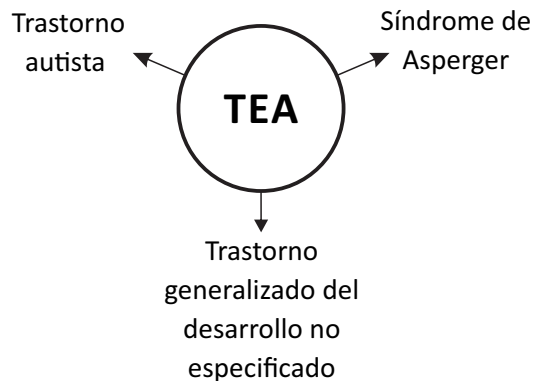 Trastorno
autista
Síndrome de
Asperger
TEA
Trastorno
generalizado del
desarrollo no
especificado